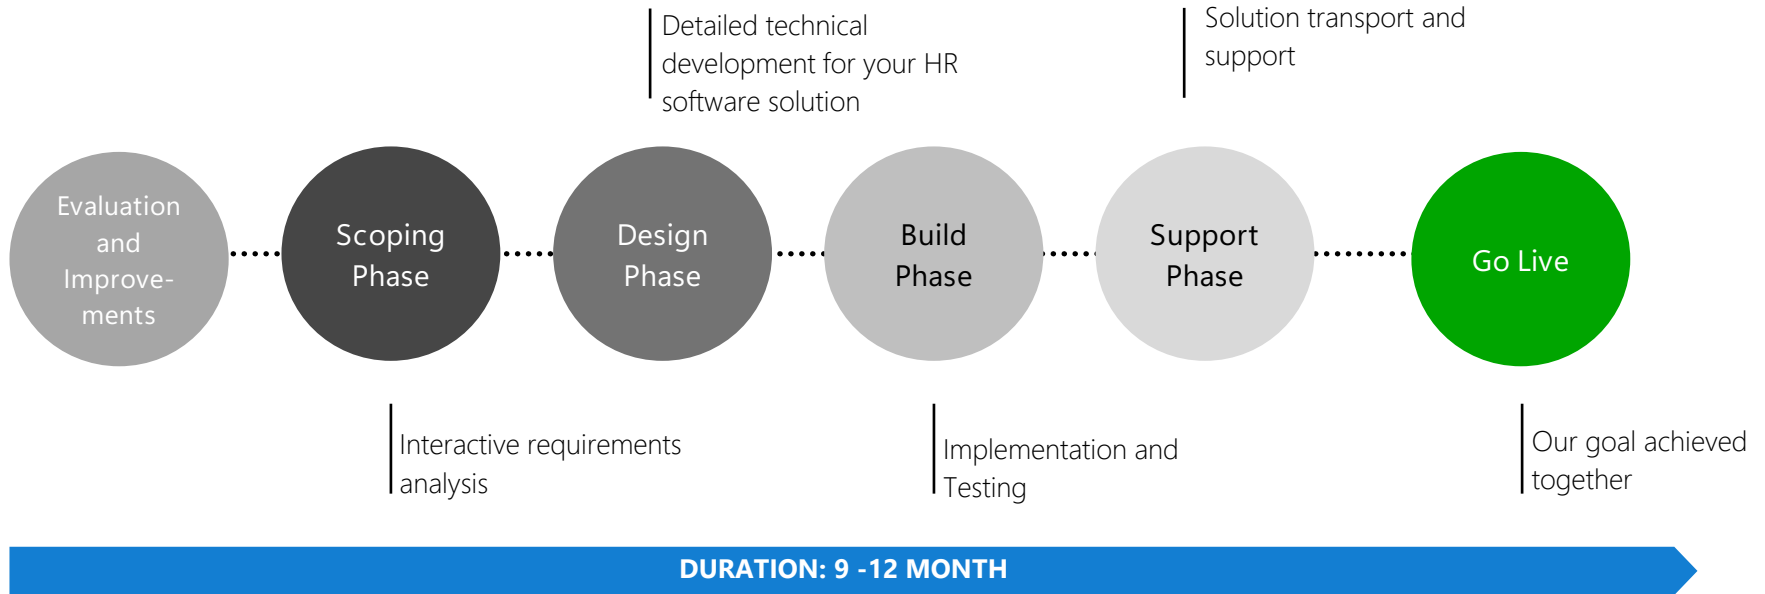 Detailed technical
development for your HR
software solution
Solution transport and
support
Evaluation
and
Improve-
ments
Scoping
Phase
Design
Phase
Build
Phase
Support
Phase
Go Live
Interactive requirements
analysis
Implementation and
Testing
Our goal achieved
together
DURATION: 9 -12 MONTH